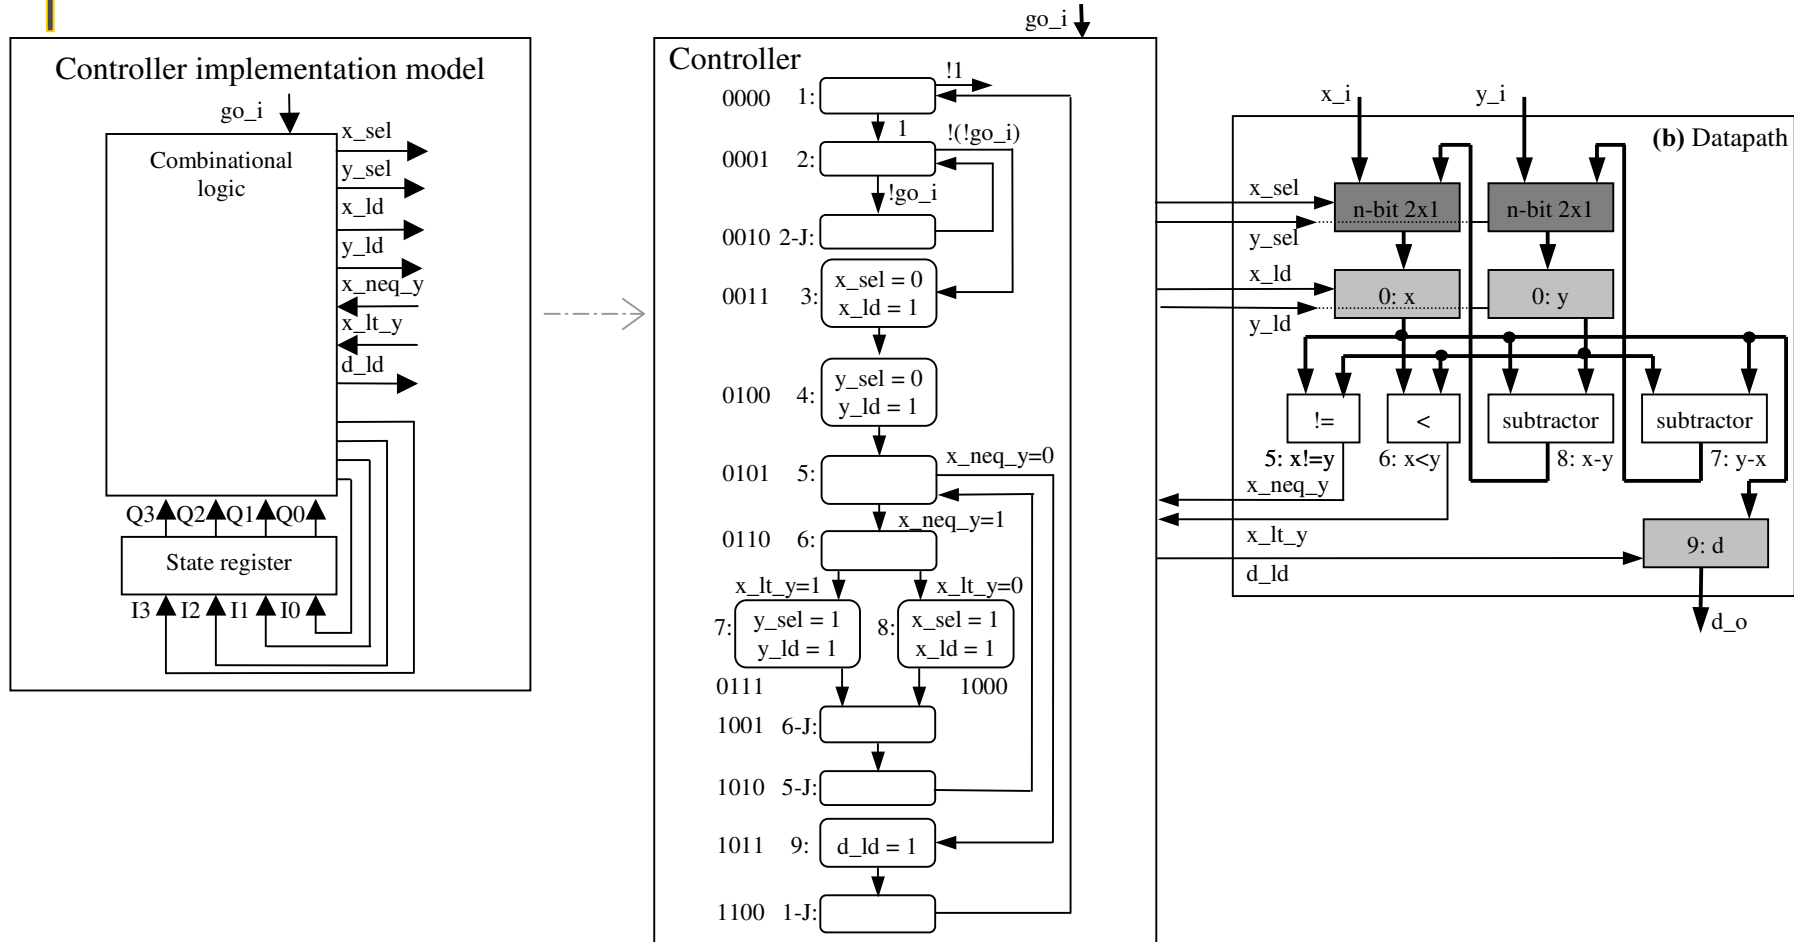 Controller implementation model
go_i
Combinational
logic
x_sel
y_sel
x_ld
y_ld
x_neq_y
x_lt_y
d_ld
Q3 Q2 Q1 Q0
State register
I3 I2 I1 I0
go_i
Controller
!1
0000 1:
1
!(!go_i)
0001 2:
!go_i
0010 2-J:
0011 3:
x_sel = 0
x_ld = 1
0100 4:
y_sel = 0
y_ld = 1
x_neq_y=0
0101 5:
x_neq_y=1
0110 6:
x_lt_y=1 x_lt_y=0
7:
y_sel = 1
y_ld = 1
8:
x_sel = 1
x_ld = 1
0111 1000
1001 6-J:
1010 5-J:
1011 9: d_ld = 1
1100 1-J:
x_i y_i
(b) Datapath
x_sel
n-bit 2x1 n-bit 2x1
y_sel
x_ld
0: x 0: y
y_ld
!= < subtractor subtractor
5: x!=y 6: x<y 8: x-y 7: y-x
x_neq_y
x_lt_y
9: d
d_ld
d_o